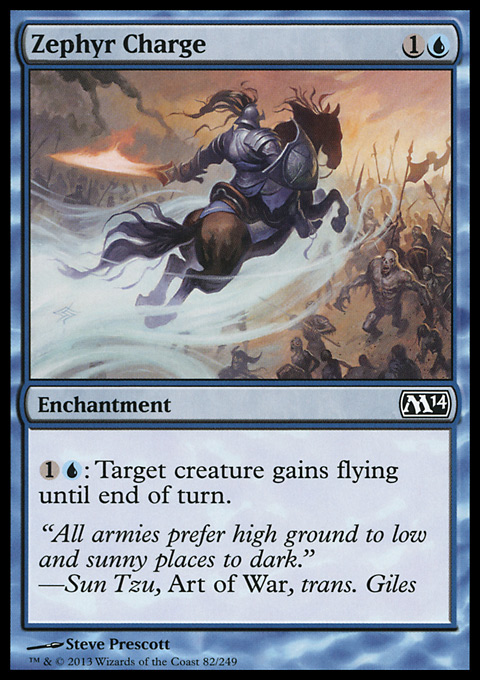 Zephyr Charge 1
Enchantment M14
1 : Target creature gains flying
until end of turn.
“All armies prefer high ground to low
and sunny places to dark.”
—Sun Tzu, Art of War, trans. Giles
Steve Prescott
™ & © 2013 Wizards of the Coast 82/249